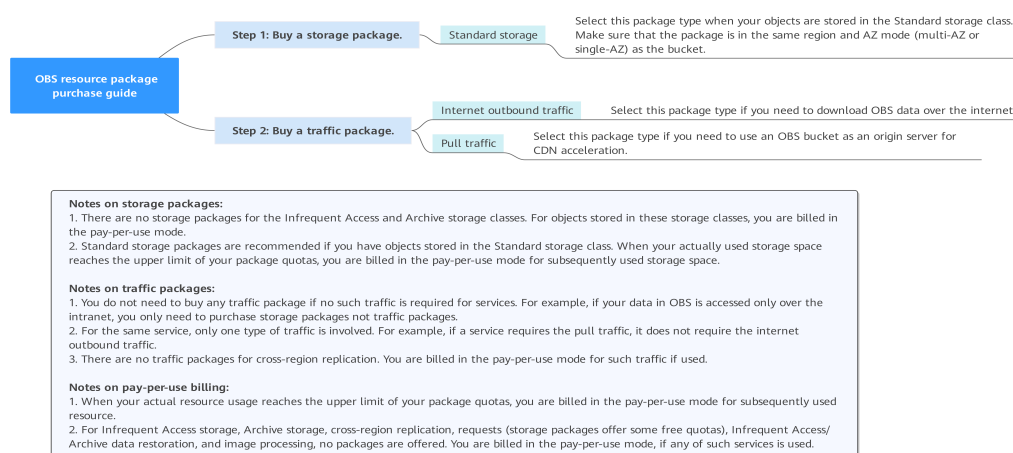 OBS resource package
purchase guide
Step 1: Buy a storage package.
Standard storage
Select this package type when your objects are stored in the Standard storage class.
Make sure that the package is in the same region and AZ mode (multi-AZ or
single-AZ) as the bucket.
Step 2: Buy a traffic package.
Internet outbound traffic
Select this package type if you need to download OBS data over the internet
Pull traffic
Select this package type if you need to use an OBS bucket as an origin server for
CDN acceleration.
Notes on storage packages:
1. There are no storage packages for the Infrequent Access and Archive storage classes. For objects stored in these storage classes, you are billed in
the pay-per-use mode.
2. Standard storage packages are recommended if you have objects stored in the Standard storage class. When your actually used storage space
reaches the upper limit of your package quotas, you are billed in the pay-per-use mode for subsequently used storage space.
Notes on traffic packages:
1. You do not need to buy any traffic package if no such traffic is required for services. For example, if your data in OBS is accessed only over the
intranet, you only need to purchase storage packages not traffic packages.
2. For the same service, only one type of traffic is involved. For example, if a service requires the pull traffic, it does not require the internet
outbound traffic.
3. There are no traffic packages for cross-region replication. You are billed in the pay-per-use mode for such traffic if used.
Notes on pay-per-use billing:
1. When your actual resource usage reaches the upper limit of your package quotas, you are billed in the pay-per-use mode for subsequently used
resource.
2. For Infrequent Access storage, Archive storage, cross-region replication, requests (storage packages offer some free quotas), Infrequent Access/
Archive data restoration, and image processing, no packages are offered. You are billed in the pay-per-use mode, if any of such services is used.